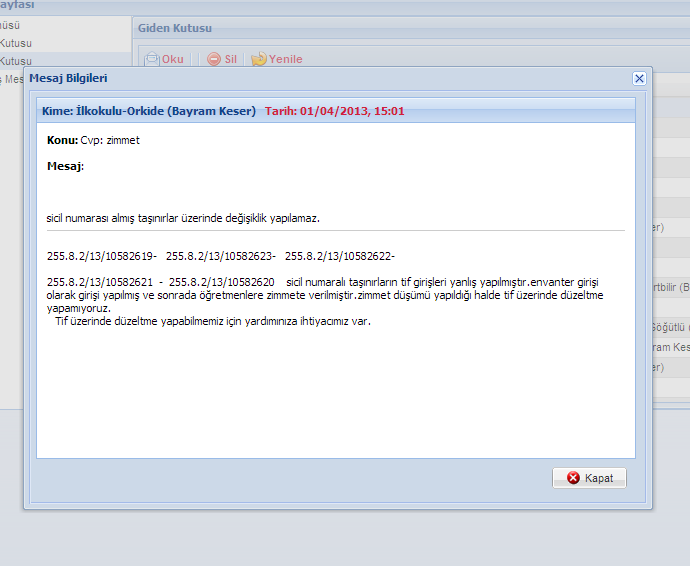 ayfası
nüsü
Kutusu
Kutusu
Mes
Giden Kutusu
Oku Sil Yenile
Mesaj Bilgileri
Kime: İlkokulu-Orkide (Bayram Keser) Tarih: 01/04/2013, 15:01
Konu: Cvp: zimmet
Mesaj:
sicil numarası almış taşınırlar üzerinde değişiklik yapılamaz.
255.8.2/13/10582619- 255.8.2/13/10582623- 255.8.2/13/10582622-
255.8.2/13/10582621 - 255.8.2/13/10582620 sicil numaralı taşınırların tif girişleri yanlış yapılmıştır.envanter girişi
olarak girişi yapılmış ve sonrada öğretmenlere zimmete verilmiştir.zimmet düşümü yapıldığı halde tif üzerinde düzeltme
yapamıyoruz.
Tif üzerinde düzeltme yapabilmemiz için yardımınıza ihtiyacımız var.
er)
rtbilir (B
Söğütlü
ram Kes
er)
Kapat